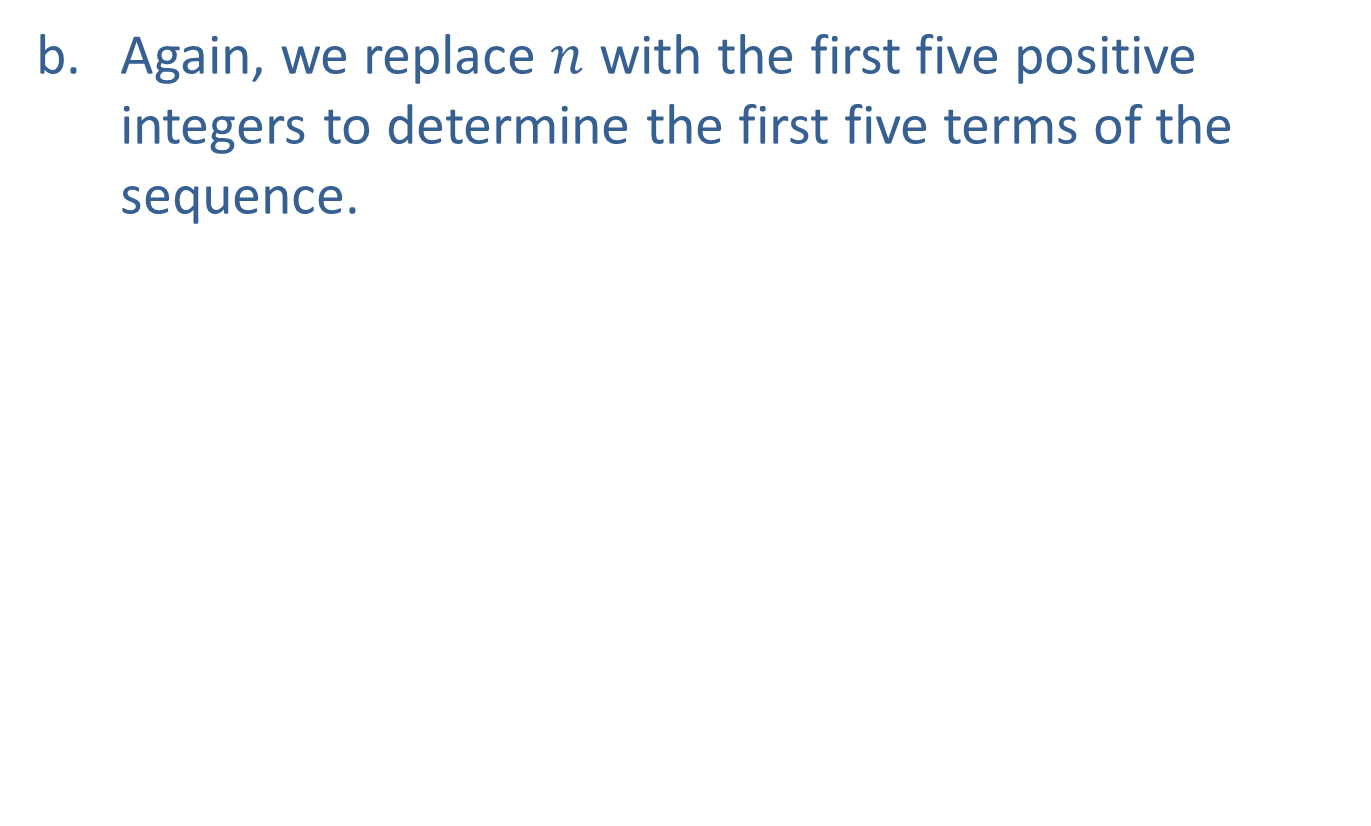 b. Again, we replace n with the first five positive
integers to determine the first five terms of the
sequence.